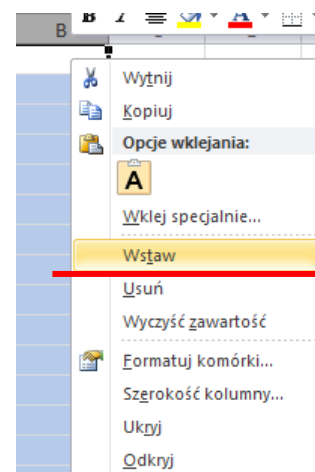 B I A
B
Wytnij
Kopiuj
Opcje wklejania:
A
Wklej specjalnie...
Wstaw
Usuń
Wyczyść zawartość
Formatuj komórki...
Szerokość kolumny...
Ukryj
Odkryj